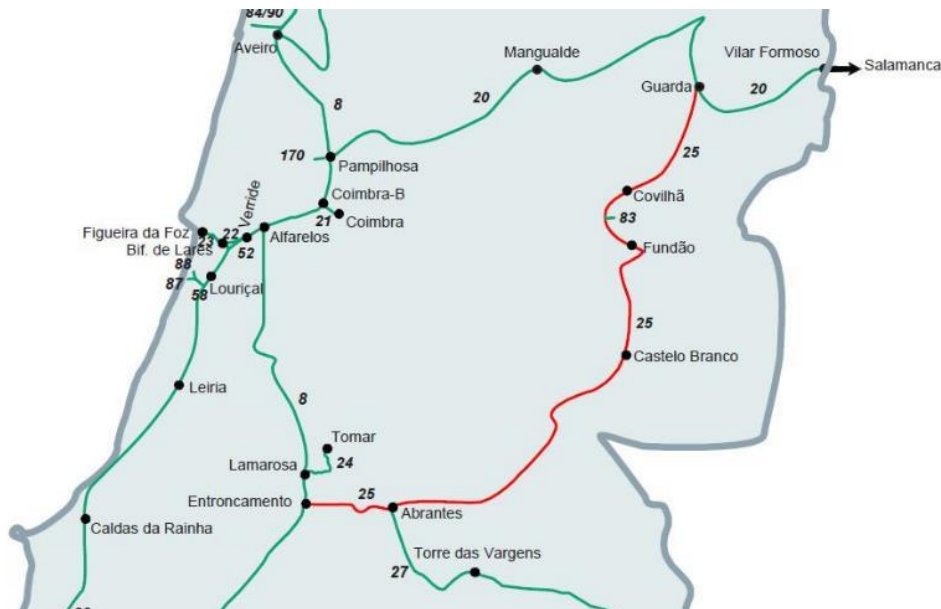 84/90
Aveiro
Mangualde
Vilar Formoso
Salamanca
Guarda
8
20
20
170
Pampilhosa
25
Coimbra-B
Covilhã
Verride
21
Coimbra
83
Figueira da Foz
22
Alfarelos
23
Bif. de Lares
52
Fundão
88
87
58
Louriçal
25
Castelo Branco
Leiria
8
Tomar
Lamarosa
24
Entroncamento
25
Abrantes
Caldas da Rainha
Torre das Vargens
27